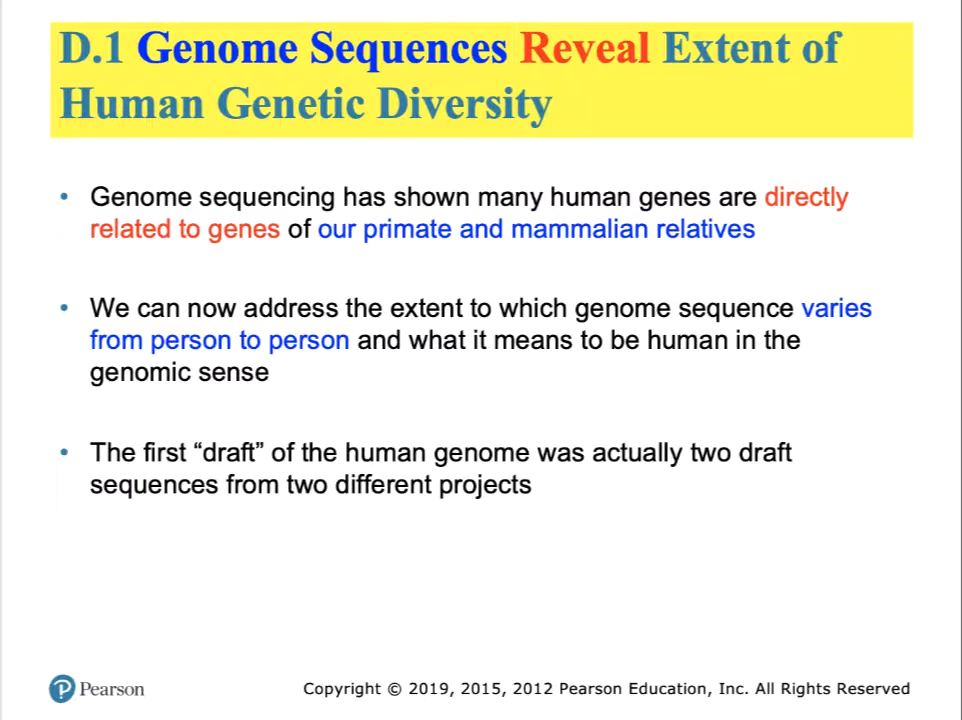 D.1 Genome Sequences Reveal Extent of
Human Genetic Diversity
• Genome sequencing has shown many human genes are directly
related to genes of our primate and mammalian relatives
• We can now address the extent to which genome sequence varies
from person to person and what it means to be human in the
genomic sense
• The first “draft” of the human genome was actually two draft
sequences from two different projects
P Pearson
Copyright © 2019, 2015, 2012 Pearson Education, Inc. All Rights Reserved